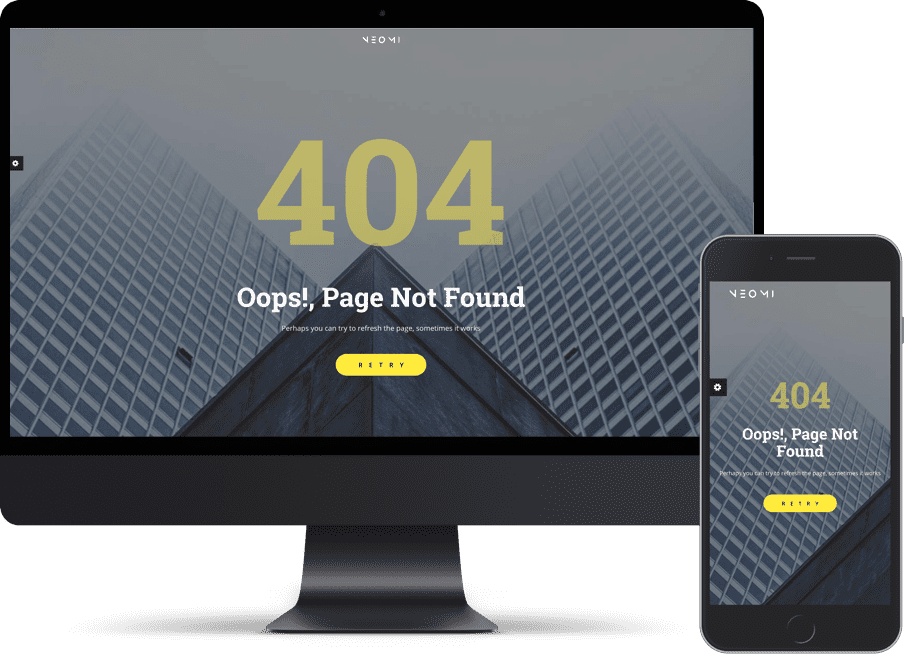 NEOMI
404
Oops!, Page Not Found
Perhaps you can try to refresh the page, sometimes it works
RETRY
NEOMI
404
Oops!, Page Not
Found
Perhaps you can try to refresh the page, sometimes it works
RETRY